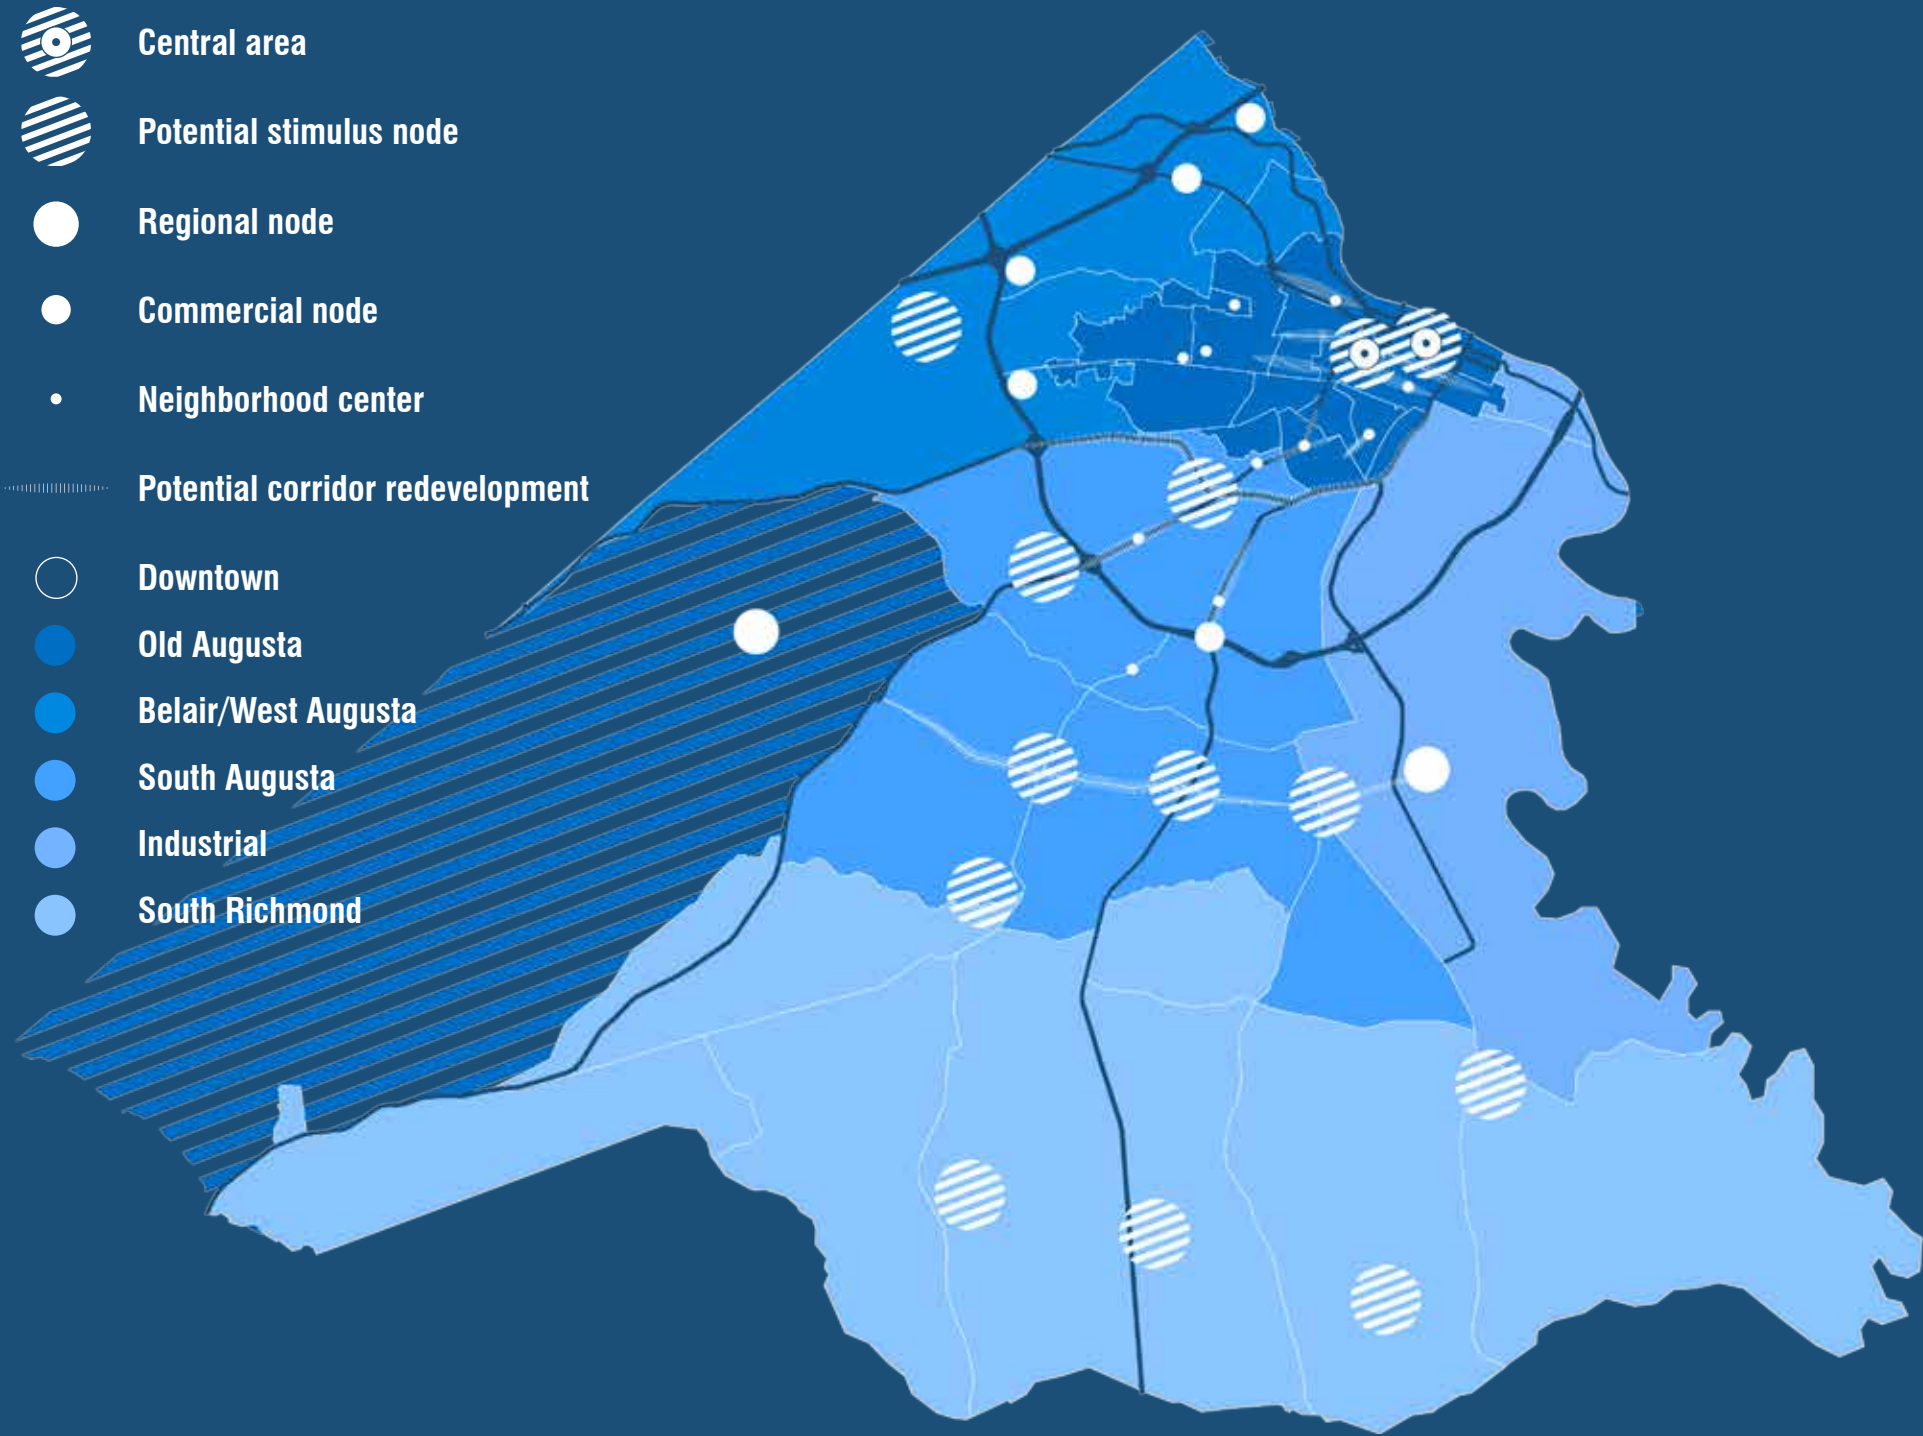 Central area
Potential stimulus node
Regional node
Commercial node
Neighborhood center
Potential corridor redevelopment
Downtown
Old Augusta
Belair/West Augusta
South Augusta
Industrial
South Richmond